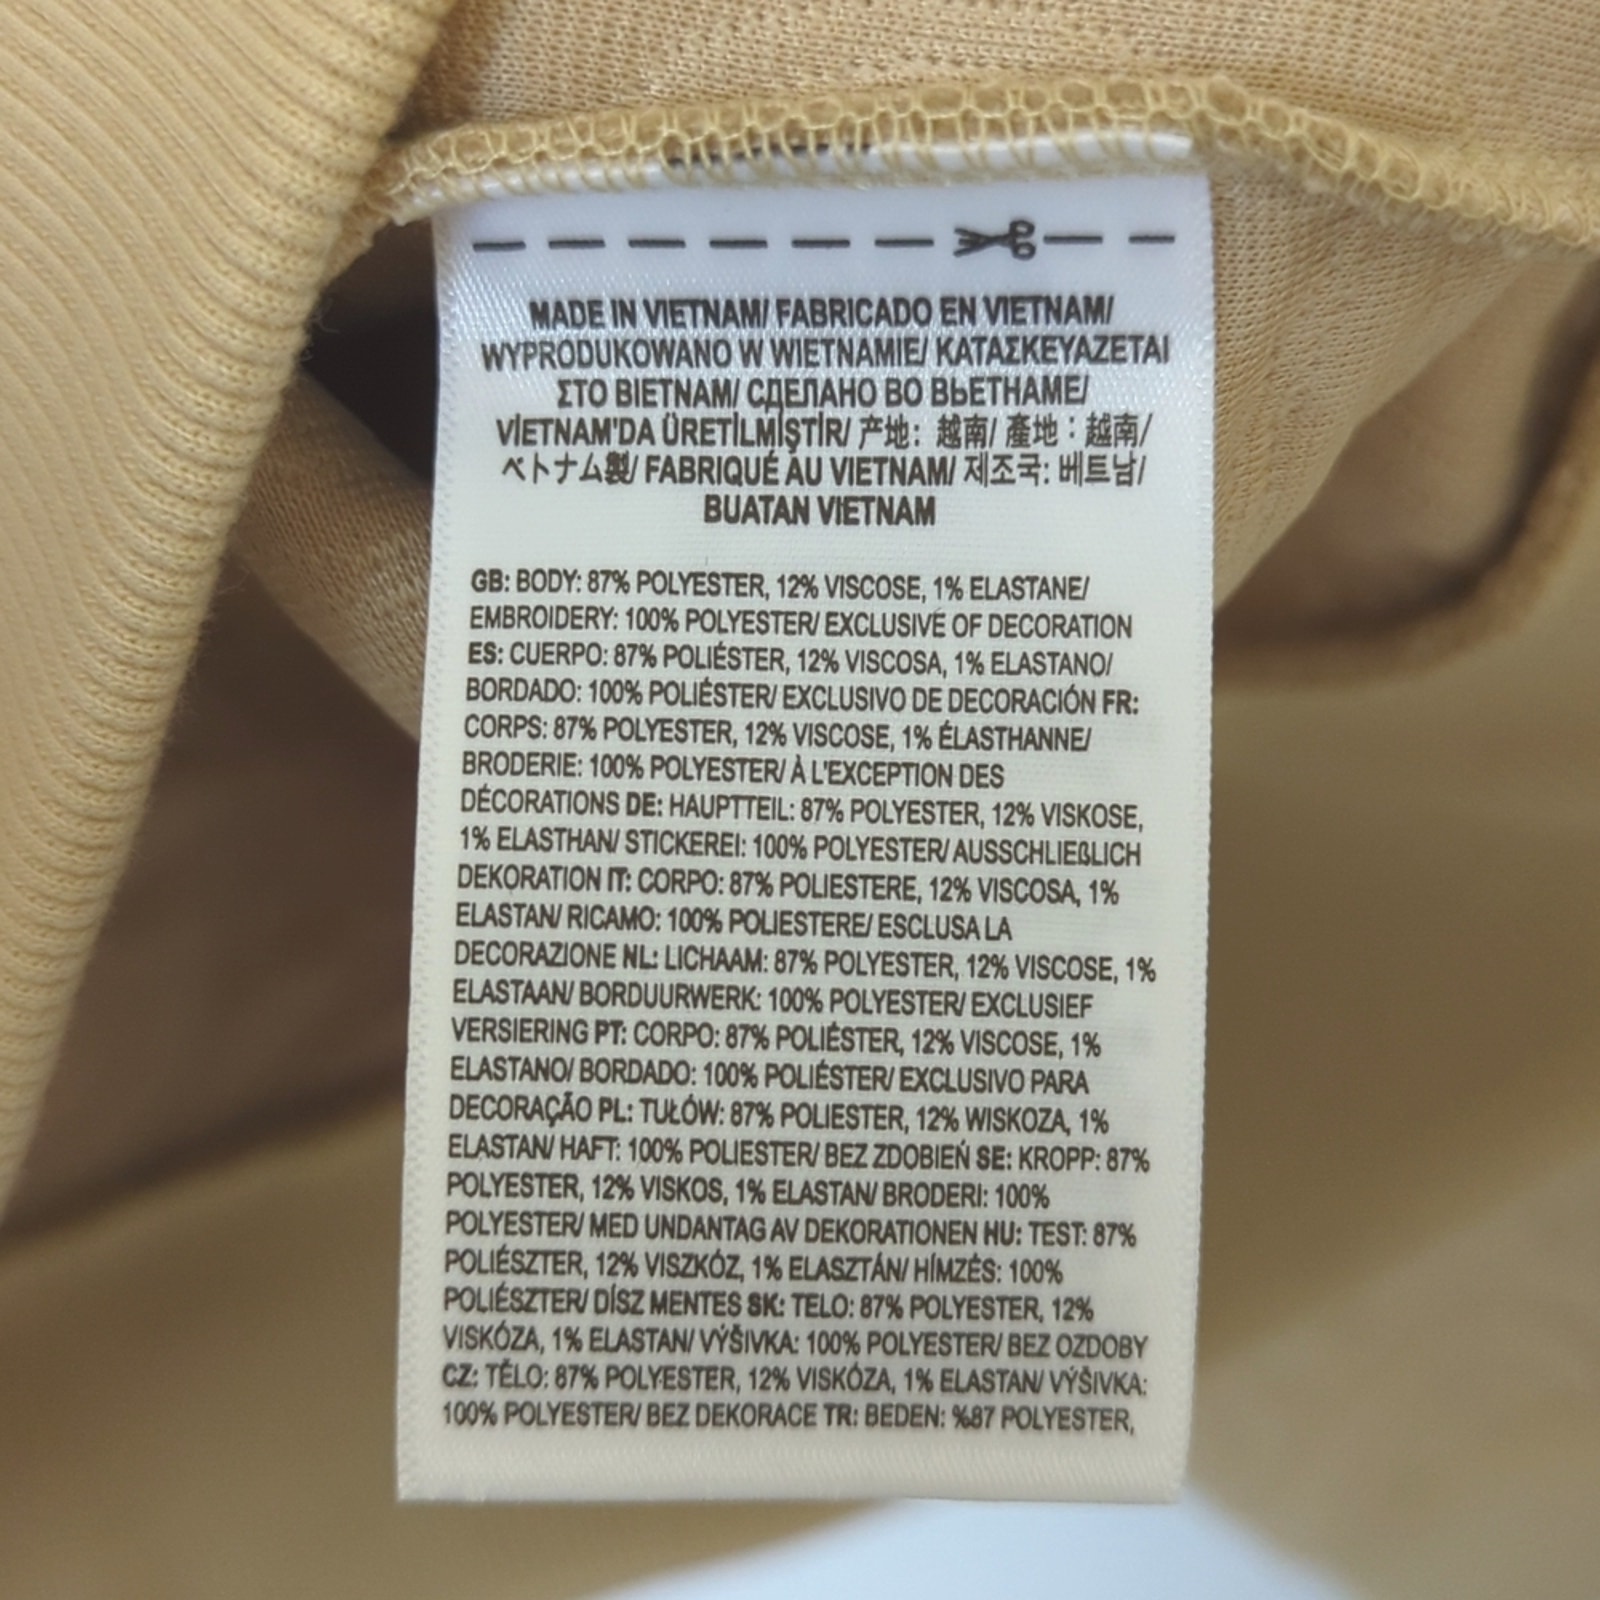 MADE IN VIETNAM/ FABRICADO EN VIETNAM/
WYPRODUKOWANO W WIETNAMIE/ ΚΑΤΑΣΚΕΥΑΖΕΤΑΙ
ΣΤΟ ΒΙΕΤΝΑΜ/ СДЕЛАНО ВО ВЬЕТНАМЕ/
VİETNAM'DA ÜRETİLMİŞTİR/ 产地: 越南/ 產地：越南/
ベトナム製/ FABRIQUÉ AU VIETNAM/ 제조국: 베트남/
BUATAN VIETNAM
GB: BODY: 87% POLYESTER, 12% VISCOSE, 1% ELASTANE/
EMBROIDERY: 100% POLYESTER/ EXCLUSIVE OF DECORATION
ES: CUERPO: 87% POLIÉSTER, 12% VISCOSA, 1% ELASTANO/
BORDADO: 100% POLIÉSTER/ EXCLUSIVO DE DECORACIÓN FR:
CORPS: 87% POLYESTER, 12% VISCOSE, 1% ÉLASTHANNE/
BRODERIE: 100% POLYESTER/ À L'EXCEPTION DES
DÉCORATIONS DE: HAUPTTEIL: 87% POLYESTER, 12% VISKOSE,
1% ELASTHAN/ STICKEREI: 100% POLYESTER/ AUSSCHLIEßLICH
DEKORATION IT: CORPO: 87% POLIESTERE, 12% VISCOSA, 1%
ELASTAN/ RICAMO: 100% POLIESTERE/ ESCLUSA LA
DECORAZIONE NL: LICHAAM: 87% POLYESTER, 12% VISCOSE, 1%
ELASTAAN/ BORDUURWERK: 100% POLYESTER/ EXCLUSIEF
VERSIERING PT: CORPO: 87% POLIÉSTER, 12% VISCOSE, 1%
ELASTANO/ BORDADO: 100% POLIÉSTER/ EXCLUSIVO PARA
DECORAÇÃO PL: TUŁÓW: 87% POLIESTER, 12% WISKOZA, 1%
ELASTAN/ HAFT: 100% POLIESTER/ BEZ ZDOBIEŃ SE: KROPP: 87%
POLYESTER, 12% VISKOS, 1% ELASTAN/ BRODERI: 100%
POLYESTER/ MED UNDANTAG AV DEKORATIONEN HU: TEST: 87%
POLIÉSZTER, 12% VISZKÓZ, 1% ELASZTÁN/ HÍMZÉS: 100%
POLIÉSZTER/ DÍSZ MENTES SK: TELO: 87% POLYESTER, 12%
VISKÓZA, 1% ELASTAN/ VÝŠIVKA: 100% POLYESTER/ BEZ OZDOBY
CZ: TĚLO: 87% POLYESTER, 12% VISKÓZA, 1% ELASTAN/ VÝŠIVKA:
100% POLYESTER/ BEZ DEKORACE TR: BEDEN: %87 POLYESTER,